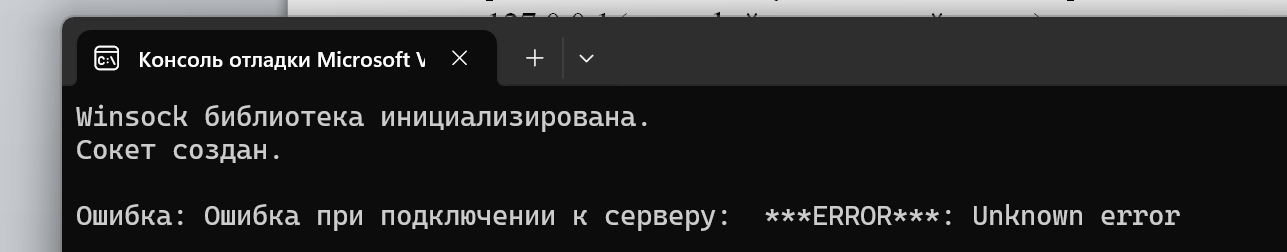 Консоль отладки Microsoft V
Winsock библиотека инициализирована.
Сокет создан.
Ошибка: Ошибка при подключении к серверу:  ***ERROR***: Unknown error